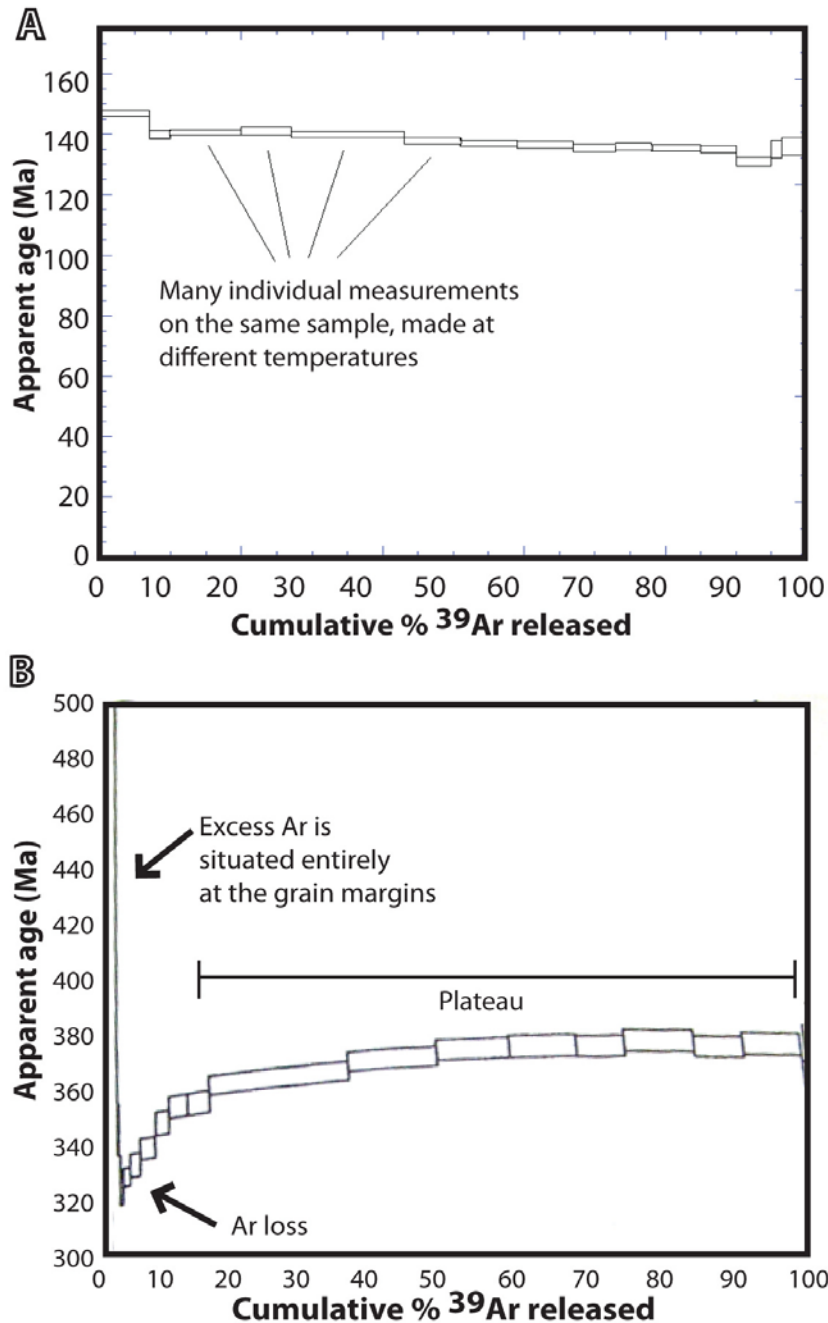 A
Apparent age (Ma)
160
140
120
100
80
60
40
20
0
Many individual measurements
on the same sample, made at
different temperatures
0 10 20 30 40 50 60 70 80 90 100
Cumulative % 39Ar released
B
Apparent age (Ma)
500
480
460
440
420
400
380
360
340
320
300
Excess Ar is
situated entirely
at the grain margins
Plateau
Ar loss
0 10 20 30 40 50 60 70 80 90 100
Cumulative % 39Ar released